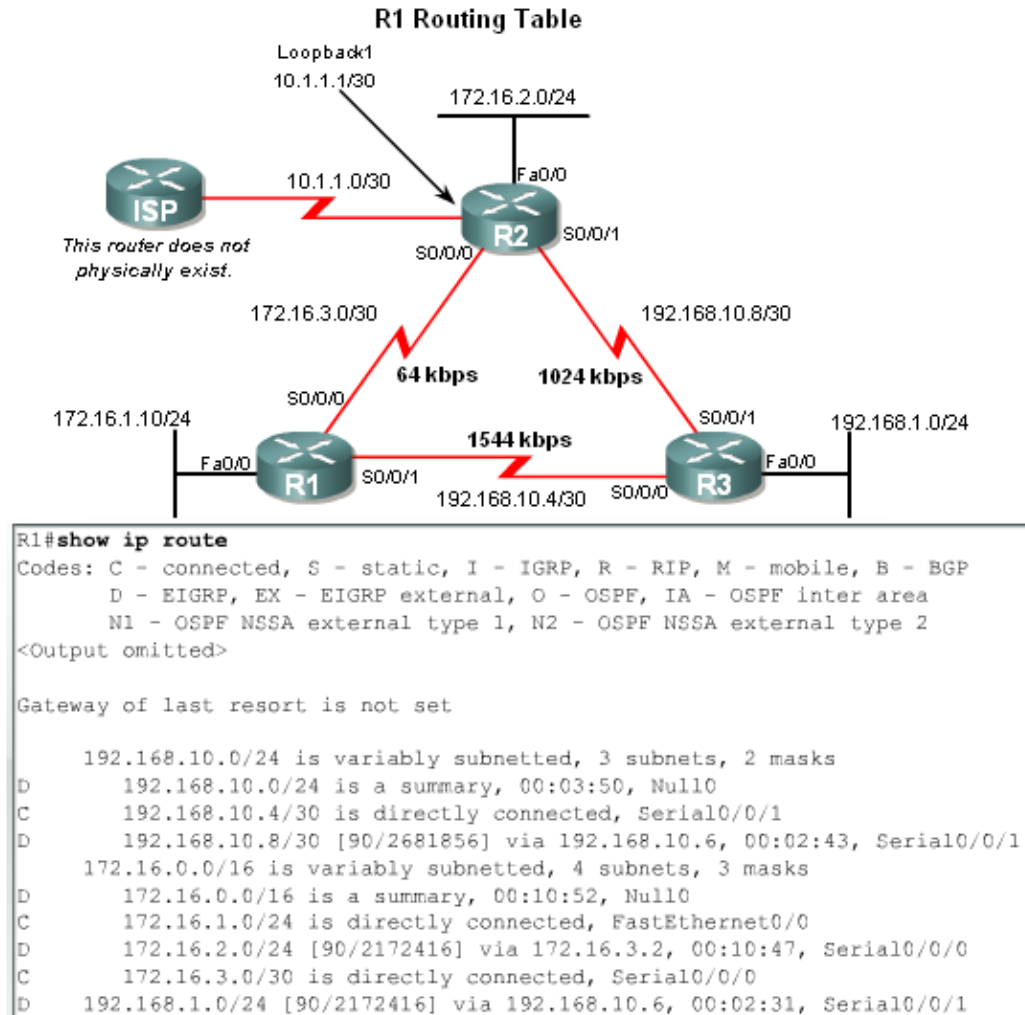 R1 Routing Table
Loopback1
10.1.1.1/30
172.16.2.0/24
10.1.1.0/30
Fa0/0
ISP
R2
S0/0/1
This router does not
physically exist.
S0/0/0
172.16.3.0/30
192.168.10.8/30
64 kbps
1024 kbps
S0/0/0
172.16.1.10/24
S0/0/1
192.168.1.0/24
1544 kbps
Fa0/0
R1
S0/0/1
192.168.10.4/30
S0/0/0
R3
Fa0/0
R1#show ip route
Codes: C - connected, S - static, I - IGRP, R - RIP, M - mobile, B - BGP
D - EIGRP, EX - EIGRP external, O - OSPF, IA - OSPF inter area
N1 - OSPF NSSA external type 1, N2 - OSPF NSSA external type 2
<Output omitted>
Gateway of last resort is not set
192.168.10.0/24 is variably subnetted, 3 subnets, 2 masks
D 192.168.10.0/24 is a summary, 00:03:50, Null0
C 192.168.10.4/30 is directly connected, Serial0/0/1
D 192.168.10.8/30 [90/2681856] via 192.168.10.6, 00:02:43, Serial0/0/1
172.16.0.0/16 is variably subnetted, 4 subnets, 3 masks
D 172.16.0.0/16 is a summary, 00:10:52, Null0
C 172.16.1.0/24 is directly connected, FastEthernet0/0
D 172.16.2.0/24 [90/2172416] via 172.16.3.2, 00:10:47, Serial0/0/0
C 172.16.3.0/30 is directly connected, Serial0/0/0
D 192.168.1.0/24 [90/2172416] via 192.168.10.6, 00:02:31, Serial0/0/1